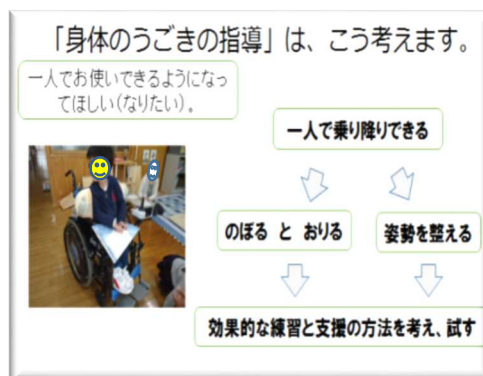 「身体のうごきの指導」は、こう考えます。
一人でお使いできるようになっ
てほしい(なりたい)。
一人で乗り降りできる
のぼる と おりる
姿勢を整える
効果的な練習と支援の方法を考え、試す